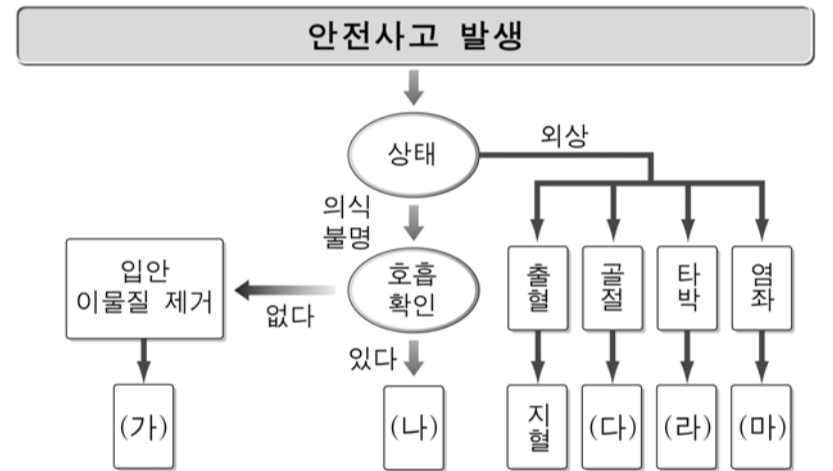 안전사고 발생
상태
외상
의식
불명
호흡
확인
없다
입안
이물질 제거
있다
출혈
골절
타박
염좌
(가)
(나)
지혈
(다)
(라)
(마)